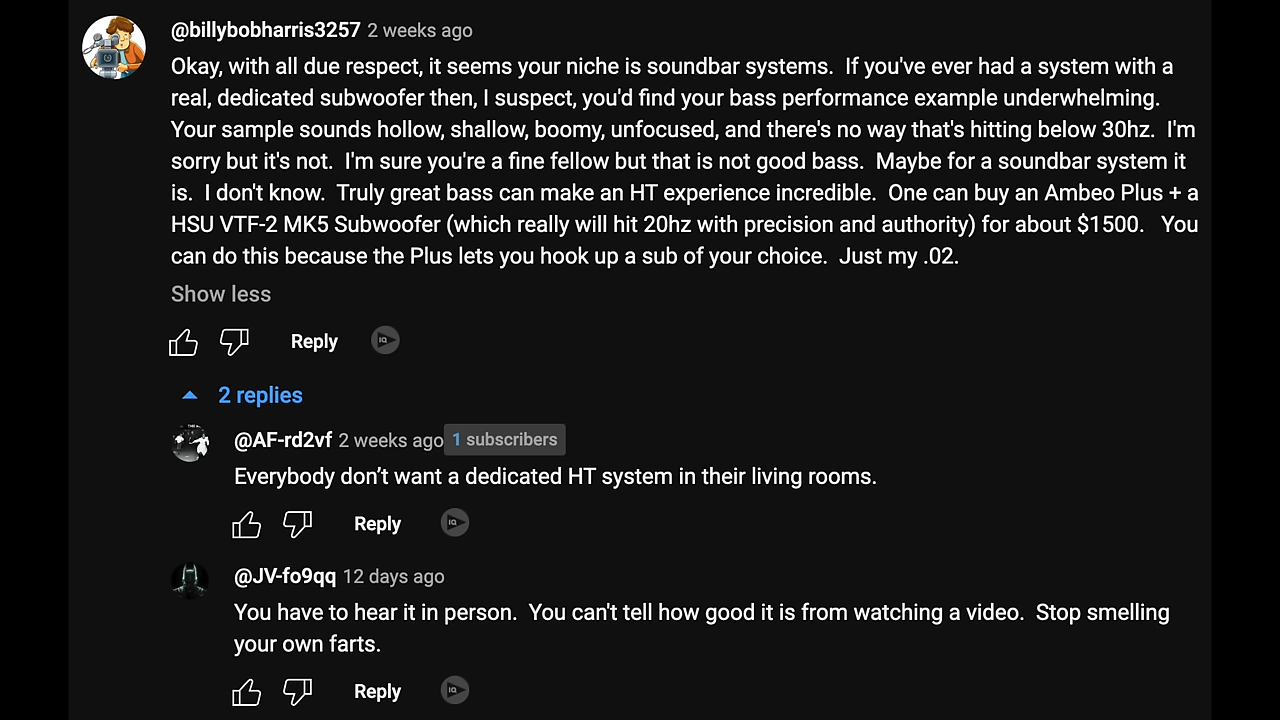 @billybobharris3257 2 weeks ago
Okay, with all due respect, it seems your niche is soundbar systems.  If you've ever had a system with a
real, dedicated subwoofer then, I suspect, you'd find your bass performance example underwhelming.
Your sample sounds hollow, shallow, boomy, unfocused, and there's no way that's hitting below 30hz.  I'm
sorry but it's not.  I'm sure you're a fine fellow but that is not good bass.  Maybe for a soundbar system it
is.  I don't know.  Truly great bass can make an HT experience incredible.  One can buy an Ambeo Plus + a
HSU VTF-2 MK5 Subwoofer (which really will hit 20hz with precision and authority) for about $1500.   You
can do this because the Plus lets you hook up a sub of your choice.  Just my .02.
Show less
Reply IQ
2 replies
@AF-rd2vf 2 weeks ago 1 subscribers
Everybody don’t want a dedicated HT system in their living rooms.
Reply IQ
@JV-fo9qq 12 days ago
You have to hear it in person.  You can't tell how good it is from watching a video.  Stop smelling
your own farts.
Reply IQ